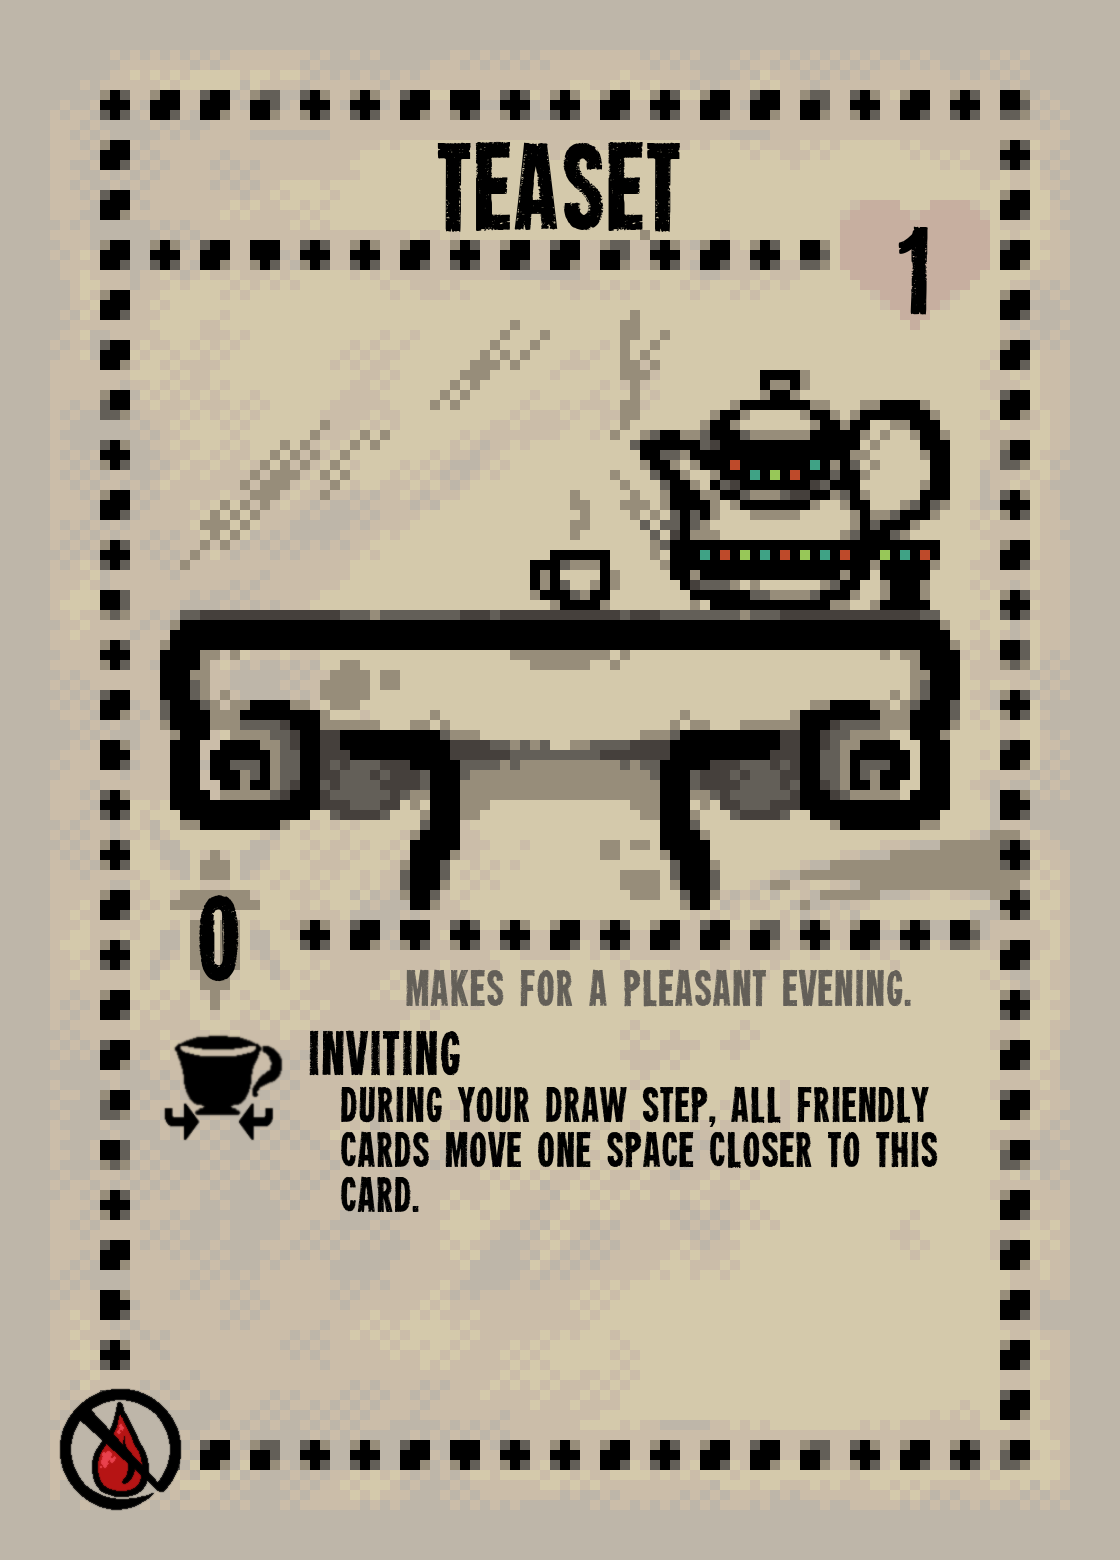 TEASET
1
0
MAKES FOR A PLEASANT EVENING.
INVITING
DURING YOUR DRAW STEP, ALL FRIENDLY
CARDS MOVE ONE SPACE CLOSER TO THIS
CARD.